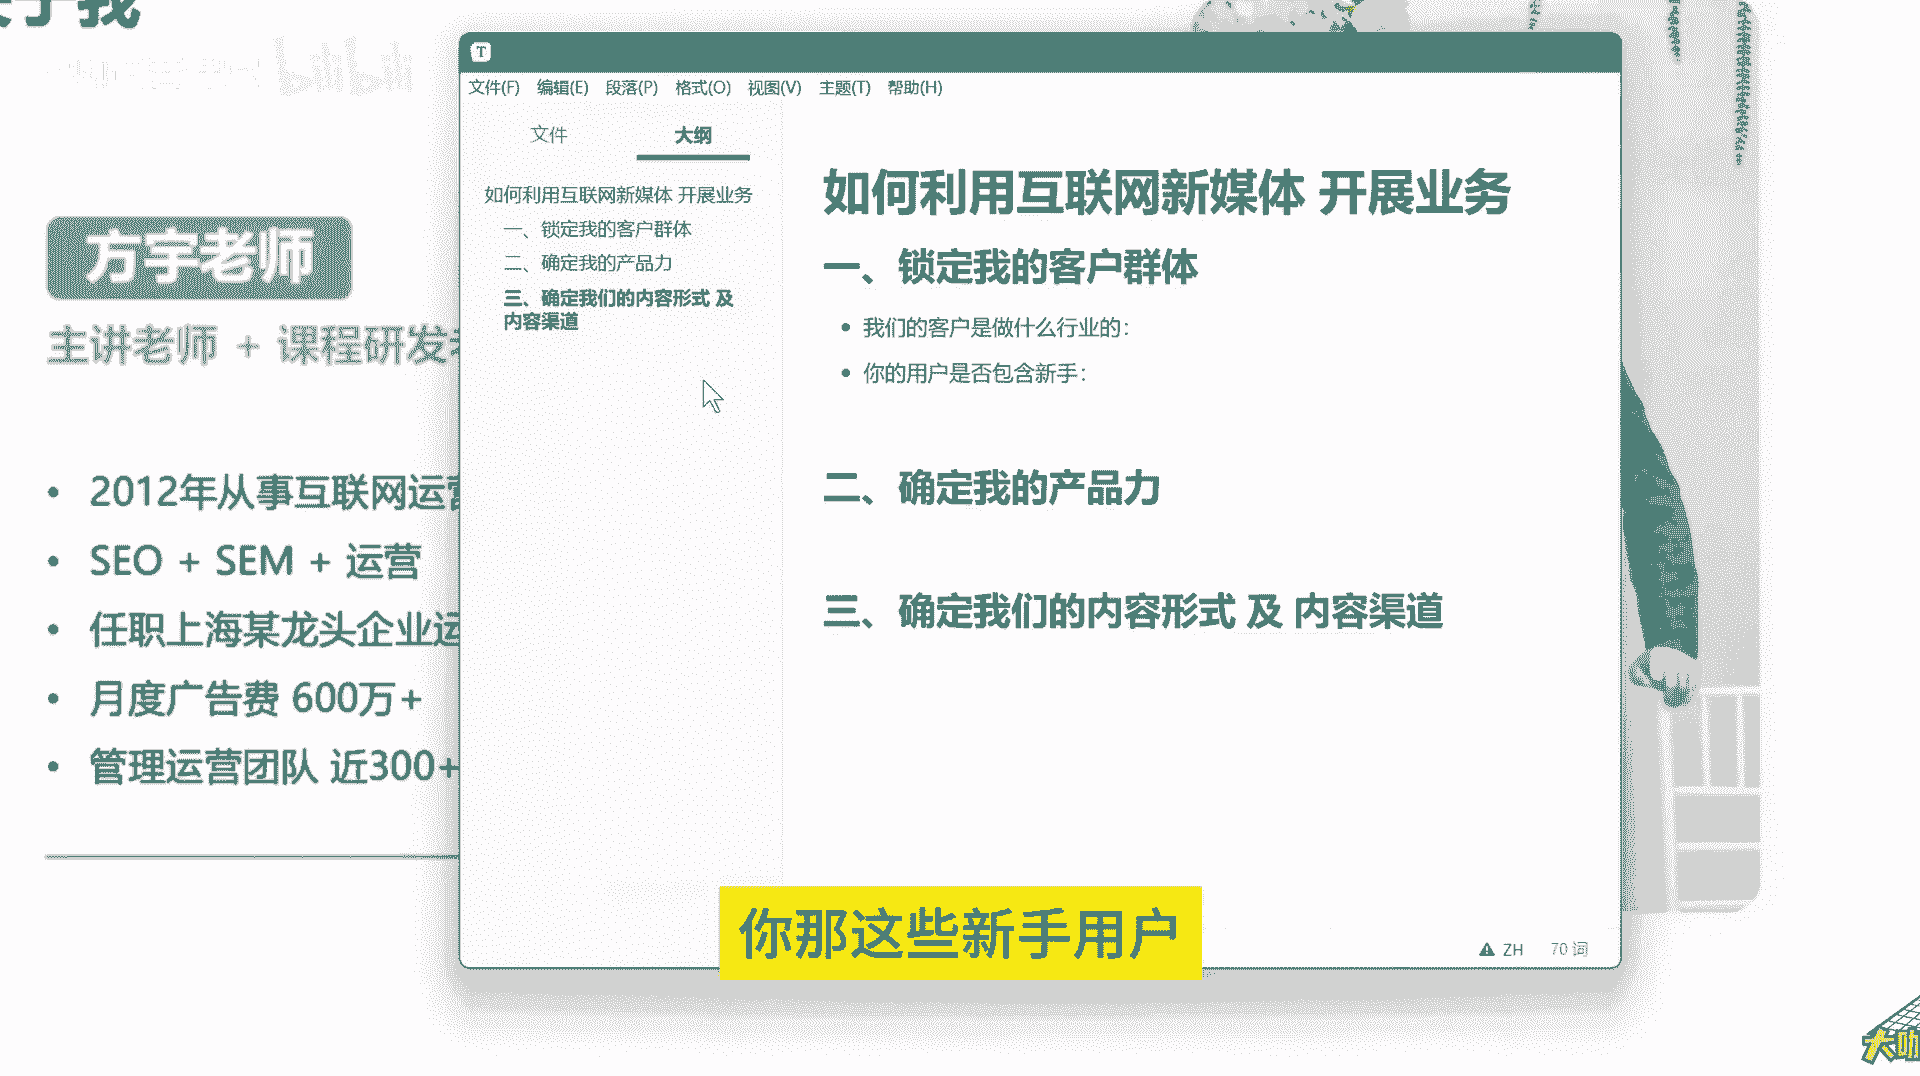 关于我
bilibili
方宇老师
主讲老师 + 课程研发
2012年从事互联网运营
SEO + SEM + 运营
任职上海某龙头企业运
月度广告费 600万+
管理运营团队 近300+
T
文件(F) 编辑(E) 段落(P) 格式(O) 视图(V) 主题(T) 帮助(H)
文件 大纲
如何利用互联网新媒体 开展业务
一、锁定我的客户群体
二、确定我的产品力
三、确定我们的内容形式 及
内容渠道
如何利用互联网新媒体 开展业务
一、锁定我的客户群体
我们的客户是做什么行业的:
你的用户是否包含新手:
二、确定我的产品力
三、确定我们的内容形式 及 内容渠道
你那这些新手用户
ZH 70 词
大咖